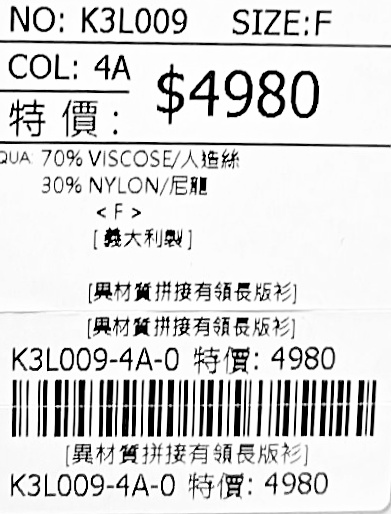 NO: K3L009 SIZE:F
COL: 4A $4980
特價:
QUA: 70% VISCOSE/人造絲
30% NYLON/尼龍
< F >
[義大利製]
[異材質拼接有領長版衫]
[異材質拼接有領長版衫]
K3L009-4A-0 特價: 4980
[異材質拼接有領長版衫]
K3L009-4A-0 特價: 4980